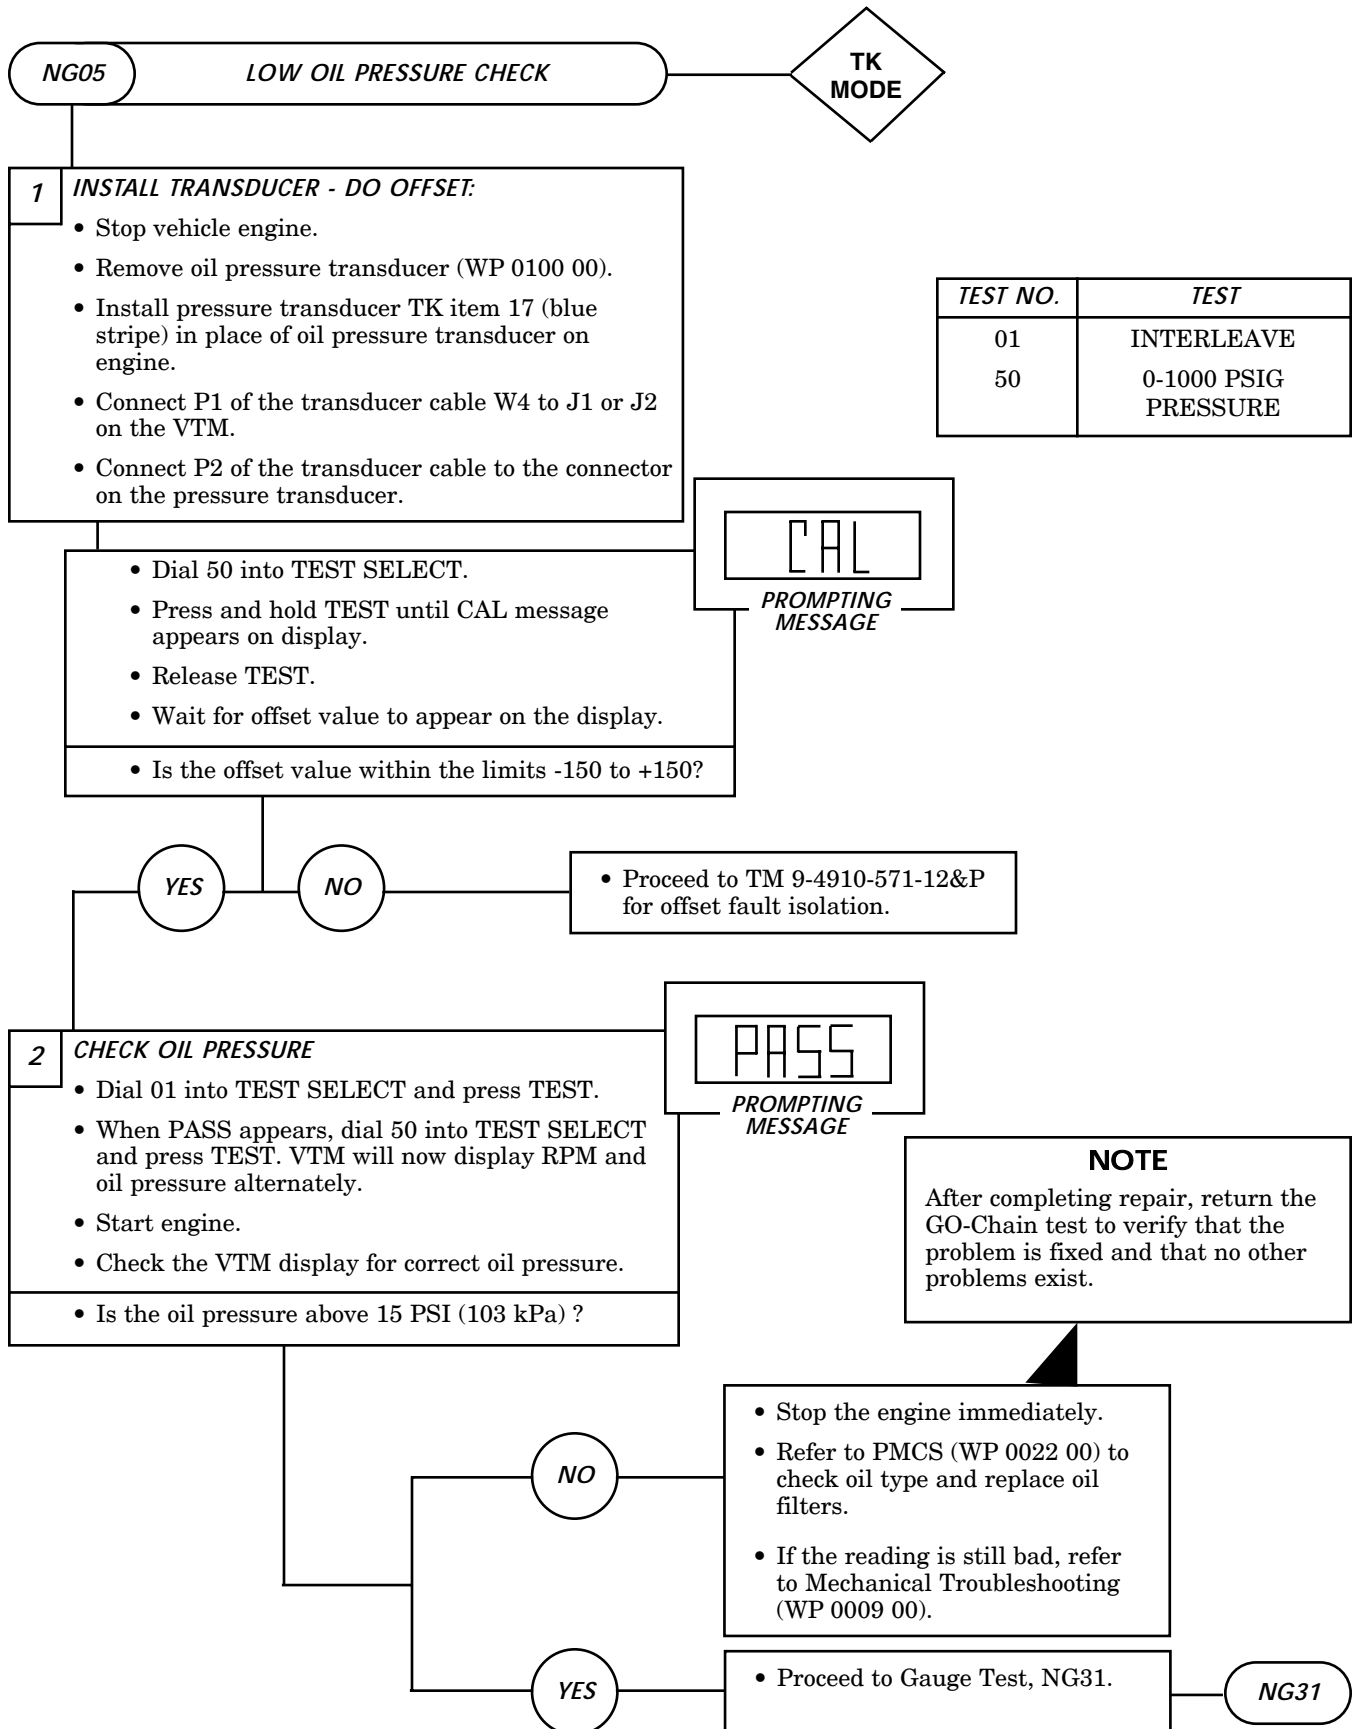 NG05
LOW OIL PRESSURE CHECK
TK
MODE
1
INSTALL TRANSDUCER - DO OFFSET:
• Stop vehicle engine.
• Remove oil pressure transducer (WP 0100 00).
• Install pressure transducer TK item 17 (blue
stripe) in place of oil pressure transducer on
engine.
• Connect P1 of the transducer cable W4 to J1 or J2
on the VTM.
• Connect P2 of the transducer cable to the connector
on the pressure transducer.
TEST NO. TEST
01 INTERLEAVE
50 0-1000 PSIG
PRESSURE
CAL
PROMPTING
MESSAGE
• Dial 50 into TEST SELECT.
• Press and hold TEST until CAL message
appears on display.
• Release TEST.
• Wait for offset value to appear on the display.
• Is the offset value within the limits -150 to +150?
YES
NO
• Proceed to TM 9-4910-571-12&P
for offset fault isolation.
2
CHECK OIL PRESSURE
• Dial 01 into TEST SELECT and press TEST.
• When PASS appears, dial 50 into TEST SELECT
and press TEST. VTM will now display RPM and
oil pressure alternately.
• Start engine.
• Check the VTM display for correct oil pressure.
• Is the oil pressure above 15 PSI (103 kPa) ?
PASS
PROMPTING
MESSAGE
NOTE
After completing repair, return the
GO-Chain test to verify that the
problem is fixed and that no other
problems exist.
NO
• Stop the engine immediately.
• Refer to PMCS (WP 0022 00) to
check oil type and replace oil
filters.
• If the reading is still bad, refer
to Mechanical Troubleshooting
(WP 0009 00).
YES
• Proceed to Gauge Test, NG31.
NG31